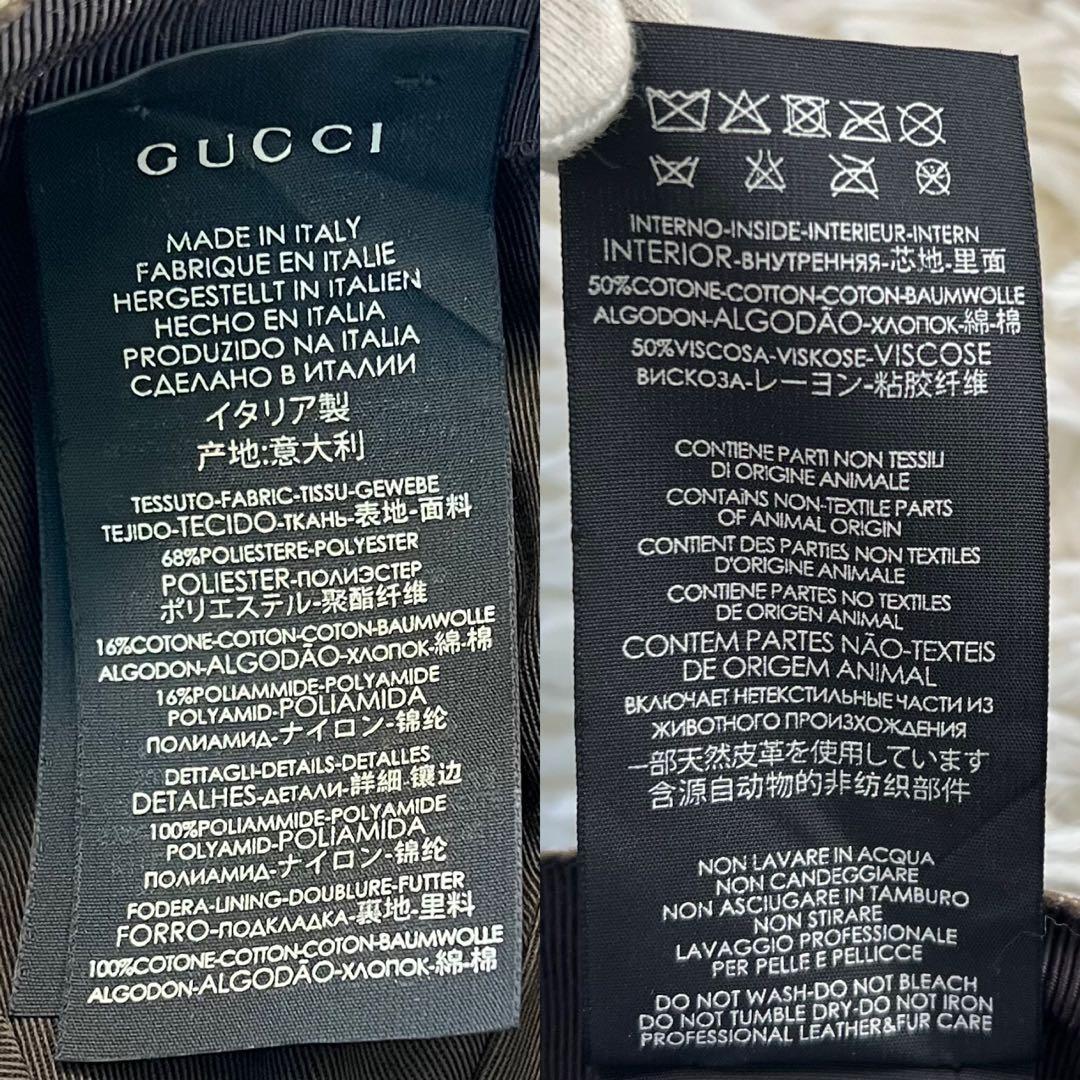 GUCCI
MADE IN ITALY
FABRIQUE EN ITALIE
HERGESTELLT IN ITALIEN
HECHO EN ITALIA
PRODUZIDO NA ITALIA
СДЕЛАНО В ИТАЛИИ
イタリア製
产地:意大利
TESSUTO-FABRIC-TISSU-GEWEBE
TEJIDO-TECIDO-ТКАНЬ-表地-面料
68%POLIESTERE-POLYESTER
POLIESTER-ПОЛИЭСТЕР
ポリエステル-聚酯纤维
16%COTONE-COTTON-COTON-BAUMWOLLE
ALGODON-ALGODÃO-ХЛОПОК-綿-棉
16%POLIAMMIDE-POLYAMIDE
POLYAMID-POLIAMIDA
ПОЛИАМИД-ナイロン-锦纶
DETTAGLI-DETAILS-DETALLES
DETALHES-ДЕТАЛИ-詳細-镶边
100%POLIAMMIDE-POLYAMIDE
POLYAMID-POLIAMIDA
ПОЛИАМИД-ナイロン-锦纶
FODERA-LINING-DOUBLURE-FUTTER
FORRO-ПОДКЛАДКА-裏地-里料
100%COTONE-COTTON-COTON-BAUMWOLLE
ALGODON-ALGODÃO-ХЛОПОК-綿-棉
INTERNO-INSIDE-INTERIEUR-INTERN
INTERIOR-ВНУТРЕННЯЯ-芯地-里面
50%COTONE-COTTON-COTON-BAUMWOLLE
ALGODON-ALGODÃO-ХЛОПОК-綿-棉
50%VISCOSA-VISKOSE-VISCOSE
ВИСКОЗА-レーヨン-粘胶纤维
CONTIENE PARTI NON TESSILI
DI ORIGINE ANIMALE
CONTAINS NON-TEXTILE PARTS
OF ANIMAL ORIGIN
CONTIENT DES PARTIES NON TEXTILES
D'ORIGINE ANIMALE
CONTIENE PARTES NO TEXTILES
DE ORIGEN ANIMAL
CONTEM PARTES NÃO-TEXTEIS
DE ORIGEM ANIMAL
ВКЛЮЧАЕТ НЕТЕКСТИЛЬНЫЕ ЧАСТИ ИЗ
ЖИВОТНОГО ПРОИЗХОЖДЕНИЯ
一部天然皮革を使用しています
含源自动物的非纺织部件
NON LAVARE IN ACQUA
NON CANDEGGIARE
NON ASCIUGARE IN TAMBURO
NON STIRARE
LAVAGGIO PROFESSIONALE
PER PELLE E PELLICCE
DO NOT WASH-DO NOT BLEACH
DO NOT TUMBLE DRY-DO NOT IRON
PROFESSIONAL LEATHER&FUR CARE